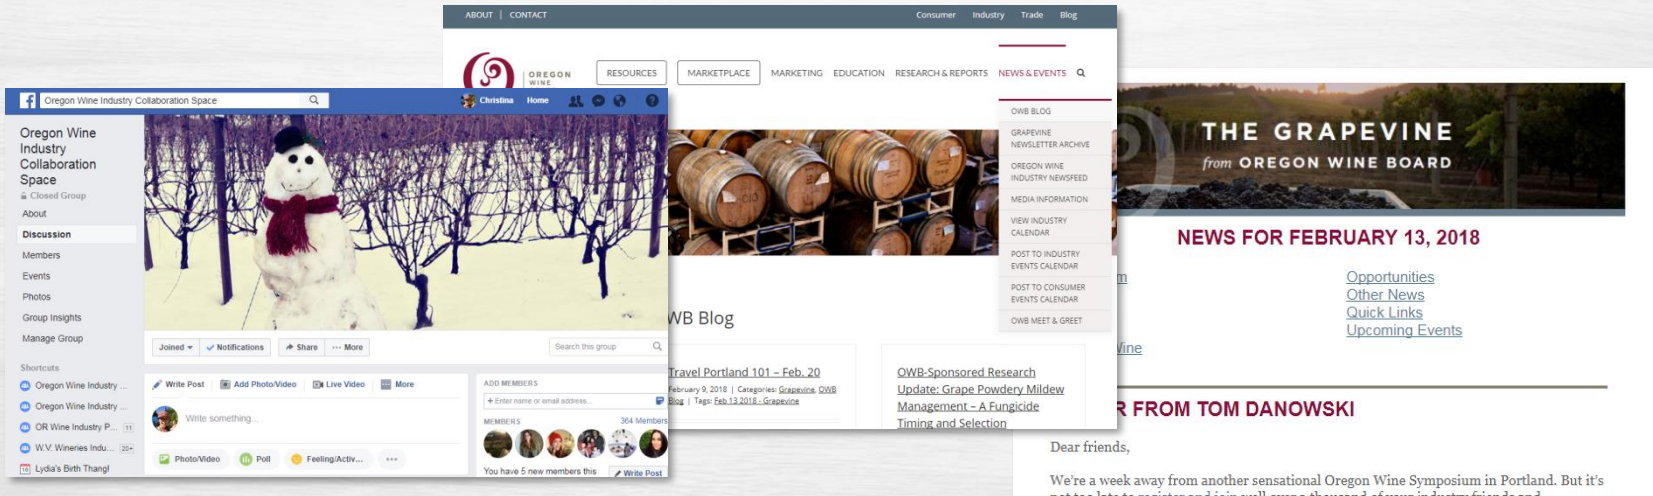 ABOUT | CONTACT
Consumer Industry Trade Blog
OREGON
WINE
RESOURCES MARKETPLACE MARKETING EDUCATION RESEARCH & REPORTS NEWS & EVENTS
OWB BLOG
GRAPEVINE
NEWSLETTER ARCHIVE
OREGON WINE
INDUSTRY NEWSFEED
MEDIA INFORMATION
VIEW INDUSTRY
CALENDAR
POST TO INDUSTRY
EVENTS CALENDAR
POST TO CONSUMER
EVENTS CALENDAR
OWB MEET & GREET
WB Blog
Travel Portland 101 – Feb. 20
February 9, 2018 | Categories: Grapevine, OWB
Blog | Tags: Feb 13 2018 - Grapevine
OWB-Sponsored Research
Update: Grape Powdery Mildew
Management – A Fungicide
Timing and Selection
Oregon Wine Industry Collaboration Space
Christina Home
Oregon Wine
Industry
Collaboration
Space
Closed Group
About
Discussion
Members
Events
Photos
Group Insights
Manage Group
Shortcuts
Oregon Wine Industry ...
Oregon Wine Industry ...
OR Wine Industry P... 11
W.V. Wineries Indu... 20+
Lydia's Birth Thang!
Joined Notifications Share More
Search this group
Write Post Add Photo/Video Live Video More
Write something...
Photo/Video Poll Feeling/Activ...
ADD MEMBERS
+ Enter name or email address...
MEMBERS 364 Members
You have 5 new members this
Write Post
THE GRAPEVINE
from OREGON WINE BOARD
NEWS FOR FEBRUARY 13, 2018
Opportunities
Other News
Quick Links
Upcoming Events
R FROM TOM DANOWSKI
Dear friends,
We're a week away from another sensational Oregon Wine Symposium in Portland. But it's